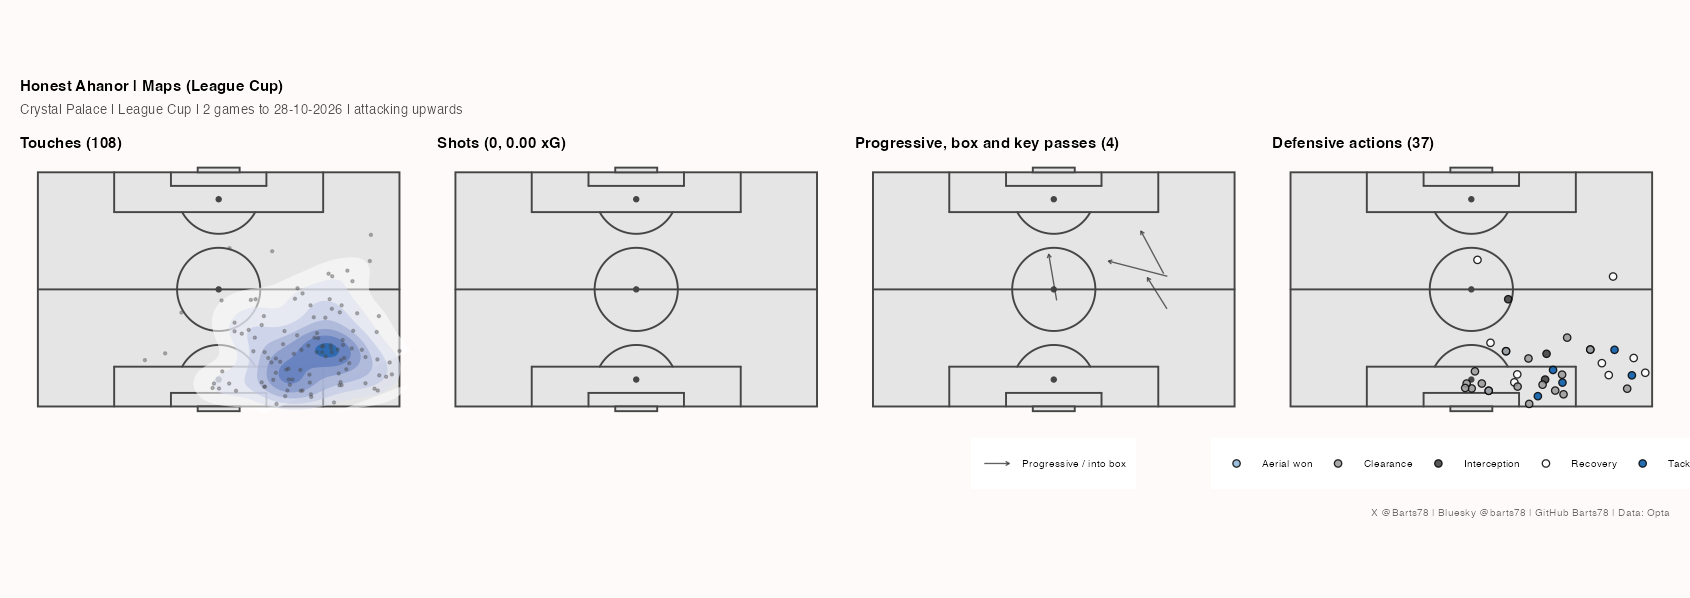 Honest Ahanor | Maps (League Cup)
Crystal Palace | League Cup | 2 games to 28-10-2026 | attacking upwards
Touches (108)
Shots (0, 0.00 xG)
Progressive, box and key passes (4)
Defensive actions (37)
Progressive / into box
Aerial won
Clearance
Interception
Recovery
Tack
X @Barts78 | Bluesky @barts78 | GitHub Barts78 | Data: Opta